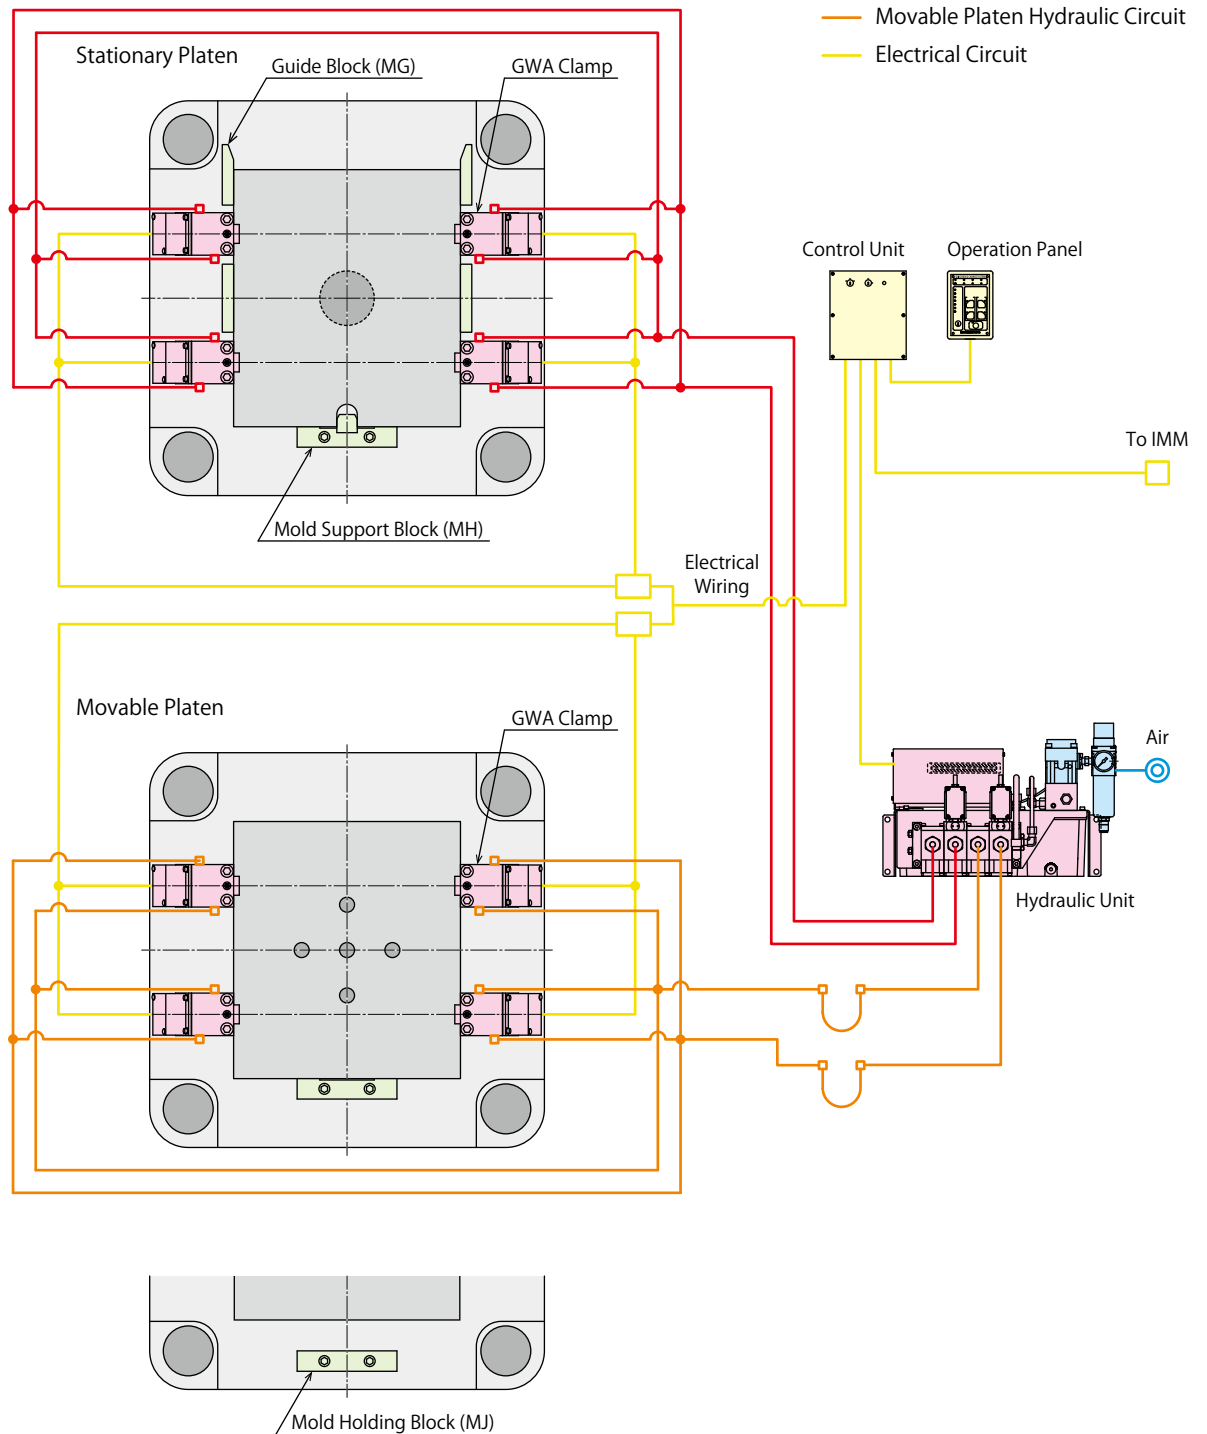 Movable Platen Hydraulic Circuit
Electrical Circuit
Stationary Platen
Guide Block (MG)
GWA Clamp
Control Unit
Operation Panel
To IMM
Mold Support Block (MH)
Electrical
Wiring
Movable Platen
GWA Clamp
Air
Hydraulic Unit
Mold Holding Block (MJ)